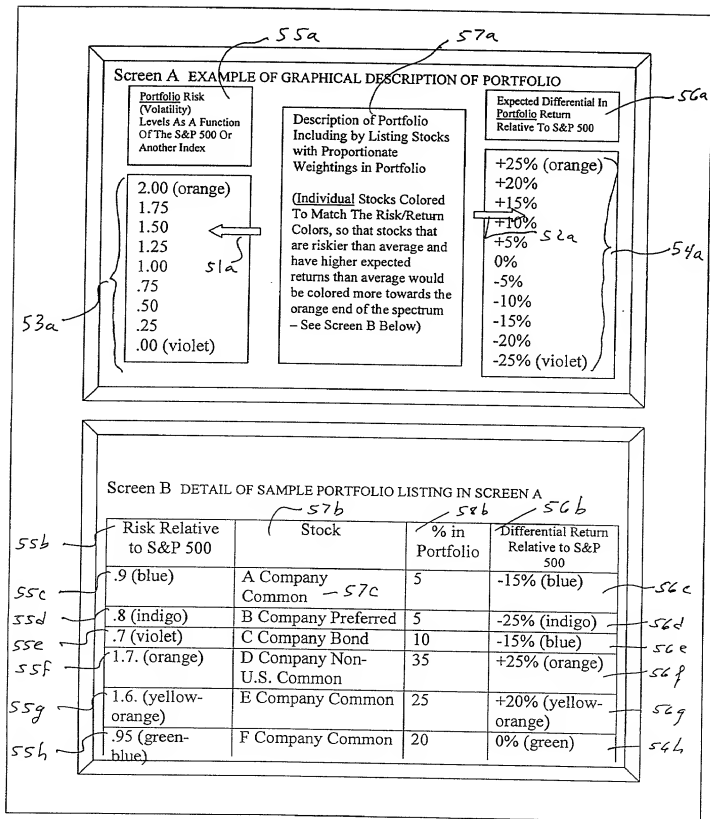 55a
57a
Screen A EXAMPLE OF GRAPHICAL DESCRIPTION OF PORTFOLIO
Portfolio Risk
(Volatility)
Levels As A Function
Of The S&P 500 Or
Another Index
Description of Portfolio
Including by Listing Stocks
with Proportionate
Weightings in Portfolio
(Individual Stocks Colored
To Match The Risk/Return
Colors, so that stocks that
are riskier than average and
have higher expected
returns than average would
be colored more towards the
orange end of the spectrum
– See Screen B Below)
Expected Differential In
Portfolio Return
Relative To S&P 500
56a
2.00 (orange)
1.75
1.50
1.25
1.00
.75
.50
.25
.00 (violet)
51a
53a
+25% (orange)
+20%
+15%
+10%
+5%
0%
-5%
-10%
-15%
-20%
-25% (violet)
52a
54a
Screen B DETAIL OF SAMPLE PORTFOLIO LISTING IN SCREEN A
57b
58b
56b
55b
Risk Relative
to S&P 500
Stock
% in
Portfolio
Differential Return
Relative to S&P
500
55c
.9 (blue)
A Company
Common
57c
5
-15% (blue)
56c
55d
.8 (indigo)
B Company Preferred
5
-25% (indigo)
56d
55e
.7 (violet)
C Company Bond
10
-15% (blue)
56e
55f
1.7. (orange)
D Company Non-
U.S. Common
35
+25% (orange)
56f
55g
1.6. (yellow-
orange)
E Company Common
25
+20% (yellow-
orange)
56g
55h
.95 (green-
blue)
F Company Common
20
0% (green)
56h